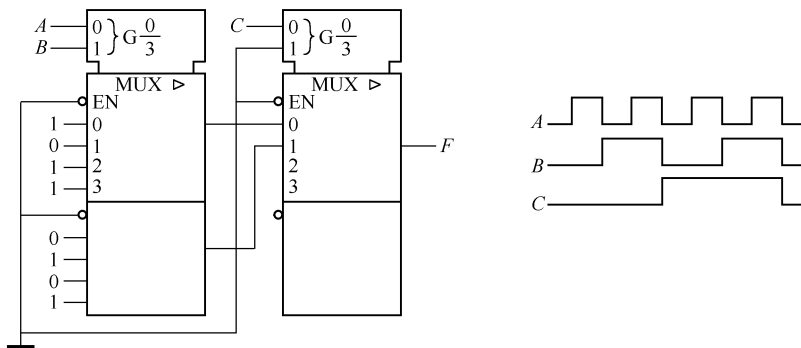 A 0 } G 0/3
B 1
C 0 } G 0/3
1
MUX ▷
EN
1 0
0 1
1 2
1 3
0
1
0
1
MUX ▷
EN
0
1
2
3
F
A
B
C